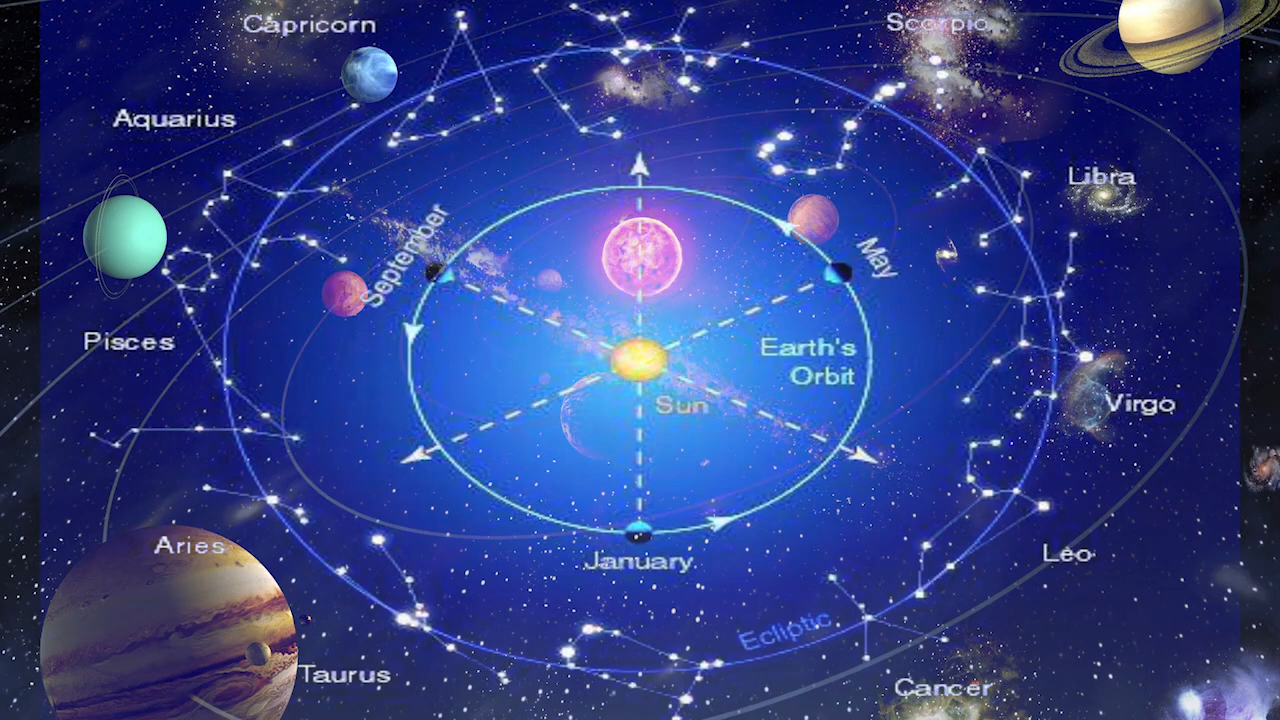 Capricorn
Scorpio
Aquarius
Libra
September
May
Pisces
Earth's
Orbit
Sun
Virgo
Aries
January
Leo
Ecliptic
Taurus
Cancer